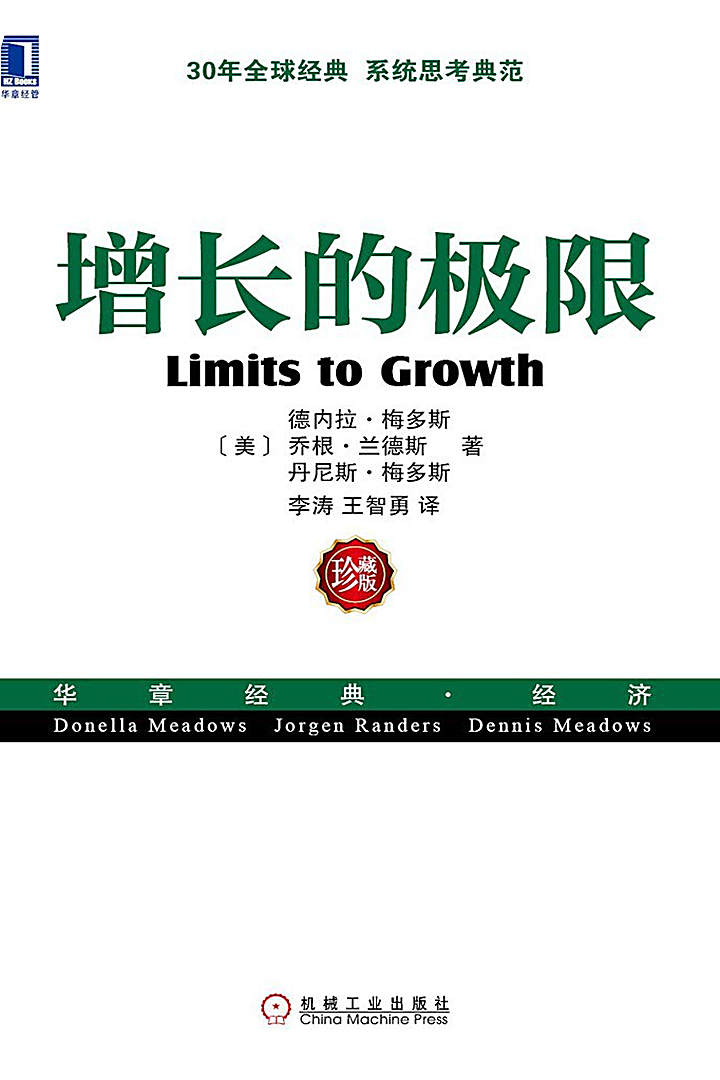 HZ Books
华章经管
30年全球经典 系统思考典范
增长的极限
Limits to Growth
德内拉·梅多斯
〔美〕乔根·兰德斯 著
丹尼斯·梅多斯
李涛 王智勇 译
珍藏版
华章经典·经济
Donella Meadows Jorgen Randers Dennis Meadows
机械工业出版社
China Machine Press